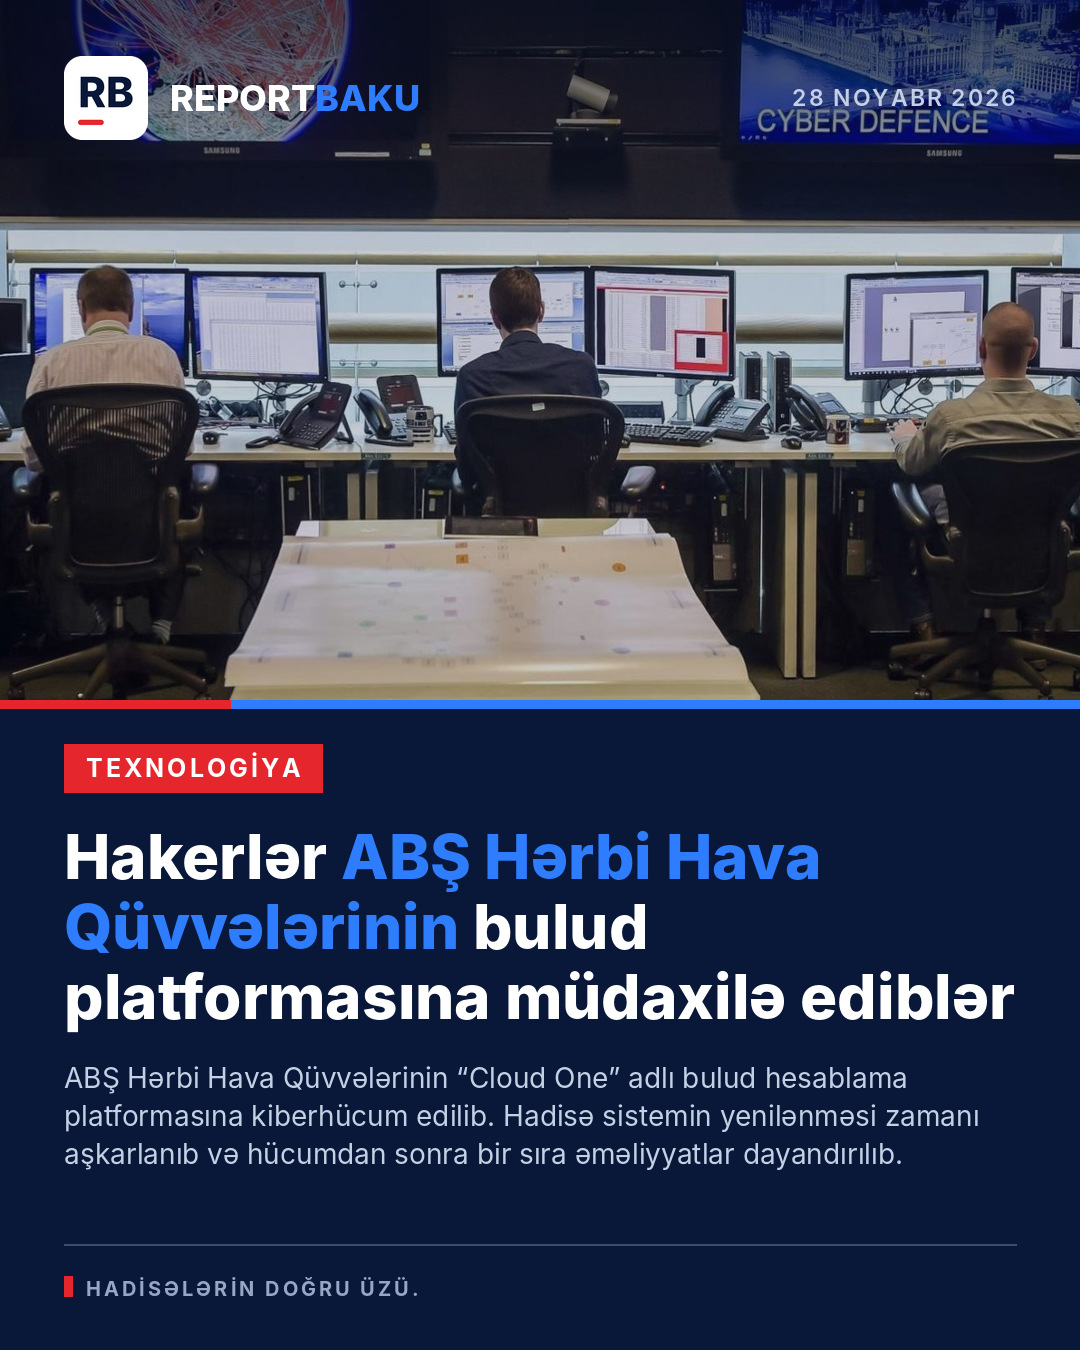 RB
REPORTBAKU
28 NOYABR 2026
CYBER DEFENCE
SAMSUNG
SAMSUNG
TEXNOLOGİYA
Hakerlər ABŞ Hərbi Hava
Qüvvələrinin bulud
platformasına müdaxilə ediblər
ABŞ Hərbi Hava Qüvvələrinin “Cloud One” adlı bulud hesablama
platformasına kiberhücum edilib. Hadisə sistemin yenilənməsi zamanı
aşkarlanıb və hücumdan sonra bir sıra əməliyyatlar dayandırılıb.
HADİSƏLƏRİN DOĞRU ÜZÜ.